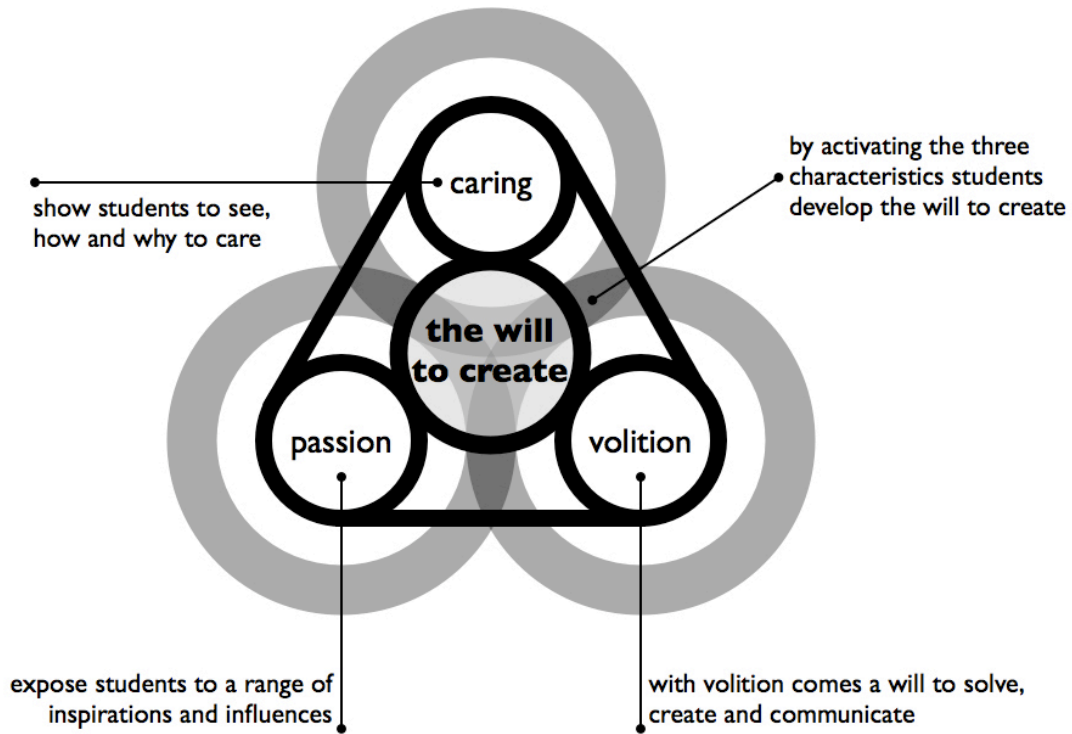 by activating the three
characteristics students
develop the will to create
caring
show students to see,
how and why to care
the will
to create
passion
volition
expose students to a range of
inspirations and influences
with volition comes a will to solve,
create and communicate